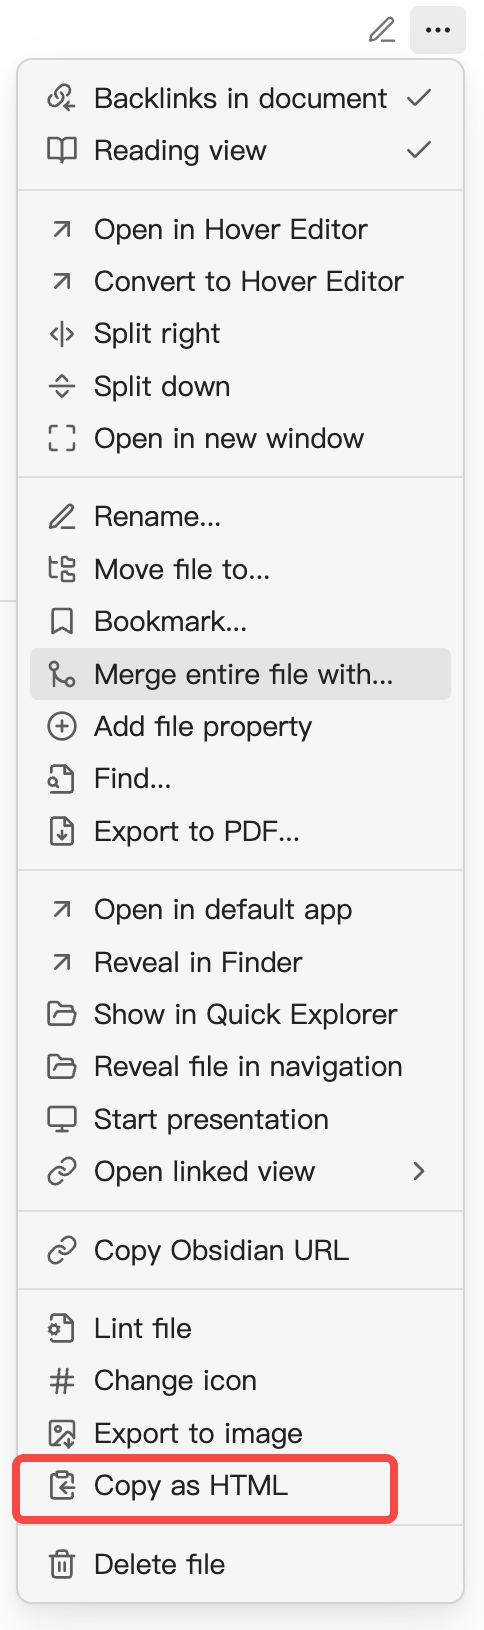 Backlinks in document
Reading view
Open in Hover Editor
Convert to Hover Editor
Split right
Split down
Open in new window
Rename...
Move file to...
Bookmark...
Merge entire file with...
Add file property
Find...
Export to PDF...
Open in default app
Reveal in Finder
Show in Quick Explorer
Reveal file in navigation
Start presentation
Open linked view
Copy Obsidian URL
Lint file
Change icon
Export to image
Copy as HTML
Delete file